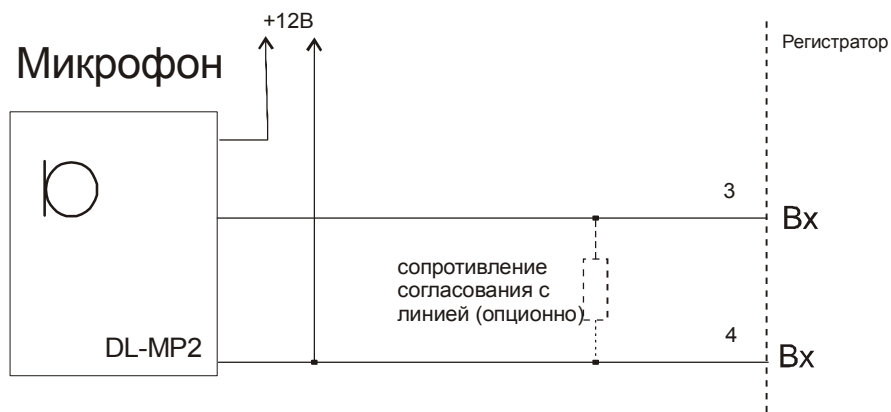 +12В
Регистратор
Микрофон
3
Вх
сопротивление
согласования с
линией (опционно)
4
DL-MP2
Вх